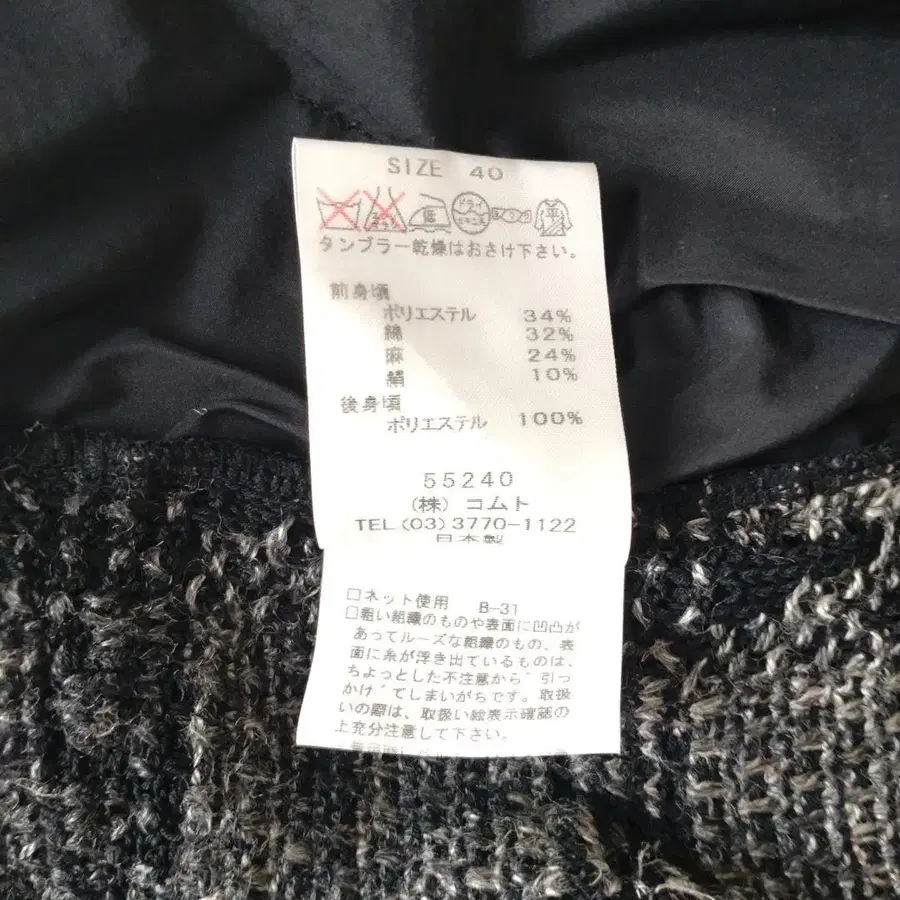 SIZE 40
低 ドライ 平
タンブラー乾燥はおさけ下さい。
前身頃
ポリエステル 34%
綿 32%
麻 24%
絹 10%
後身頃
ポリエステル 100%
55240
(株) コムト
TEL (03) 3770-1122
日本製
□ネット使用 B-31
□粗い組織のものや表面に凹凸が
あってルーズな組織のもの、表
面に糸が浮き出ているものは、
ちょっとした不注意から゛引っ
かけ゛てしまいがちです。取扱
いの際は、取扱い絵表示確認の
上充分注意して下さい。